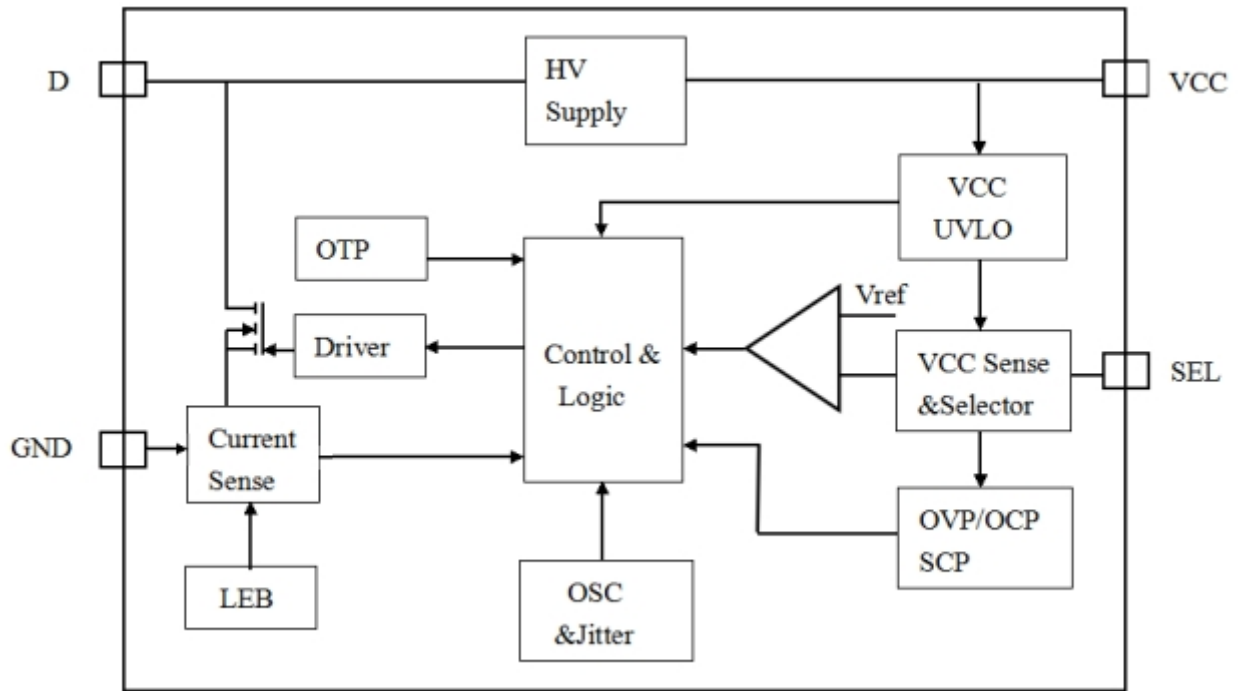 D
HV
Supply
VCC
VCC
UVLO
OTP
Vref
Driver
Control &
Logic
VCC Sense
&Selector
SEL
GND
Current
Sense
OVP/OCP
SCP
LEB
OSC
&Jitter